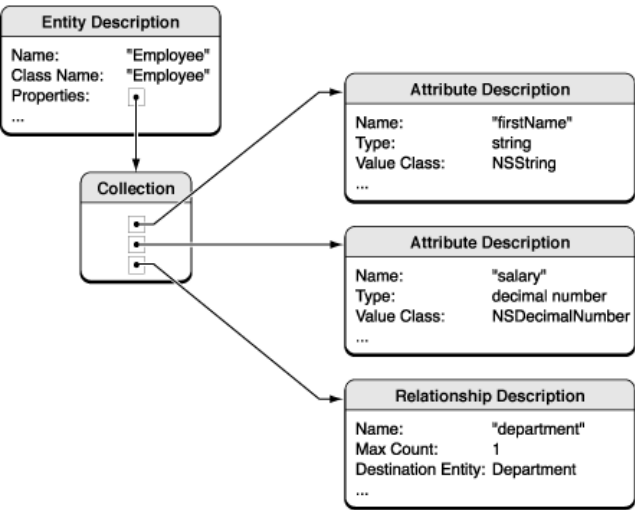 Entity Description
Name: "Employee"
Class Name: "Employee"
Properties:
...
Collection
Attribute Description
Name: "firstName"
Type: string
Value Class: NSString
...
Attribute Description
Name: "salary"
Type: decimal number
Value Class: NSDecimalNumber
...
Relationship Description
Name: "department"
Max Count: 1
Destination Entity: Department
...